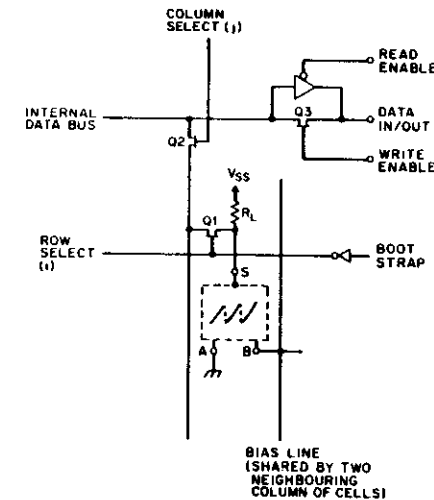 COLUMN
SELECT (j)
READ
ENABLE
INTERNAL
DATA BUS
Q3
DATA
IN/OUT
Q2
WRITE
ENABLE
VSS
RL
Q1
ROW
SELECT
(i)
BOOT
STRAP
S
A
B
BIAS LINE
(SHARED BY TWO
NEIGHBOURING
COLUMN OF CELLS)